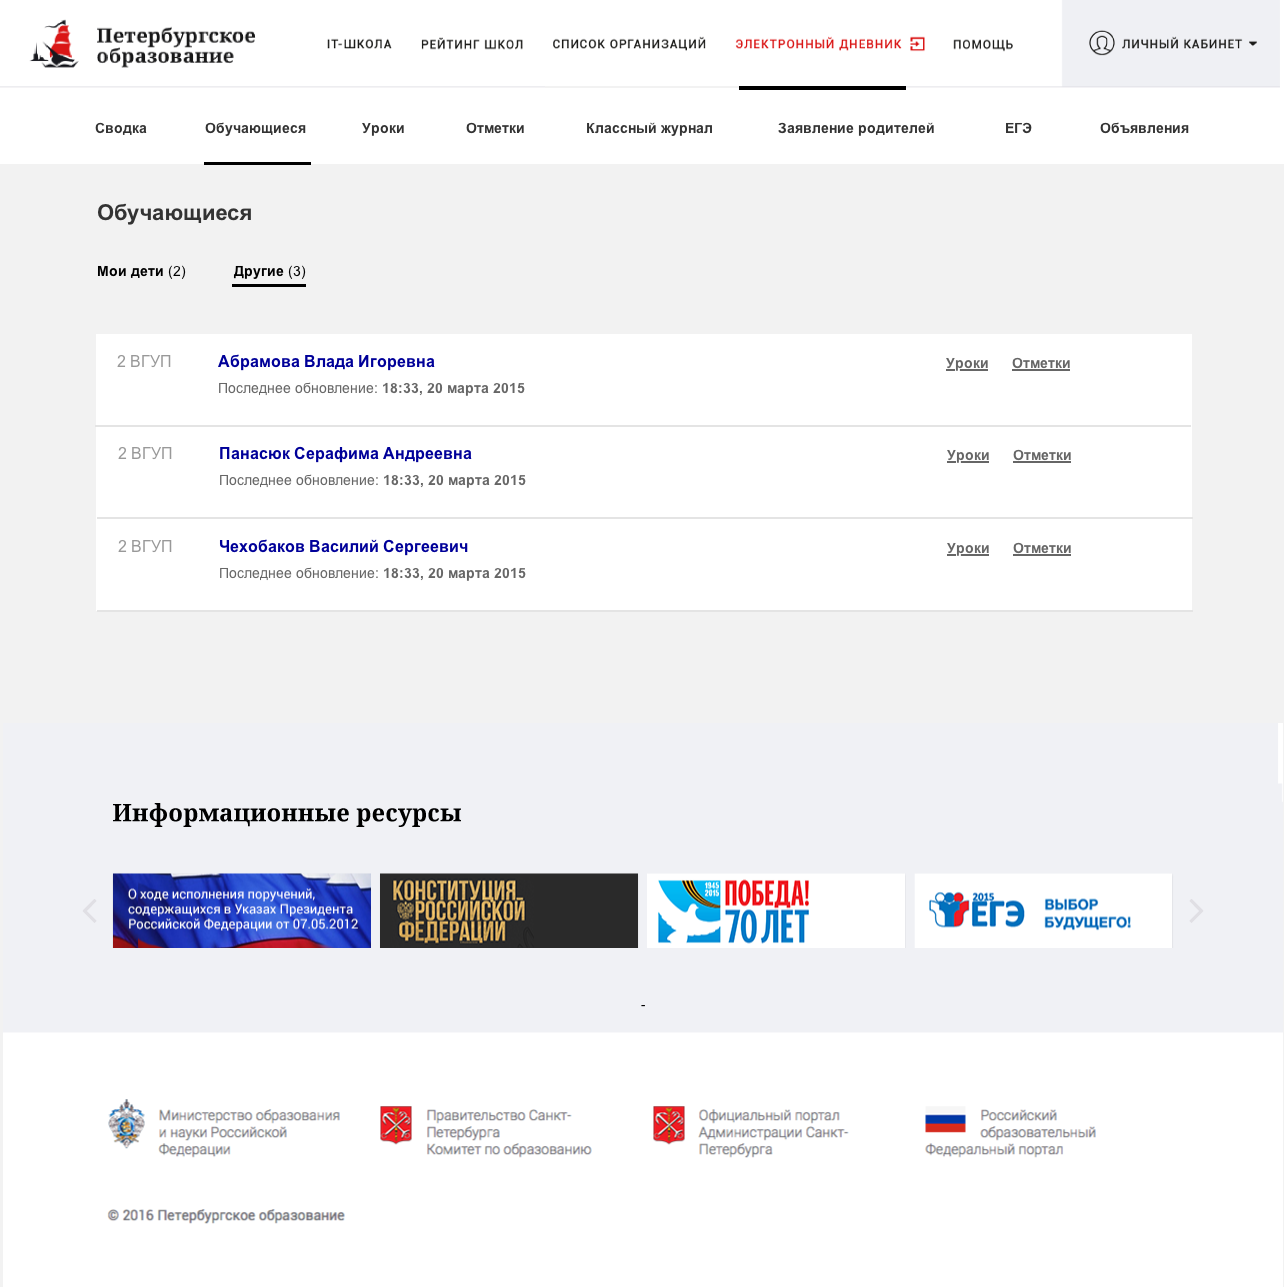 Петербургское
образование
IT-ШКОЛА РЕЙТИНГ ШКОЛ СПИСОК ОРГАНИЗАЦИЙ ЭЛЕКТРОННЫЙ ДНЕВНИК ПОМОЩЬ ЛИЧНЫЙ КАБИНЕТ
Сводка Обучающиеся Уроки Отметки Классный журнал Заявление родителей ЕГЭ Объявления
Обучающиеся
Мои дети (2) Другие (3)
2 ВГУП Абрамова Влада Игоревна Уроки Отметки
Последнее обновление: 18:33, 20 марта 2015
2 ВГУП Панасюк Серафима Андреевна Уроки Отметки
Последнее обновление: 18:33, 20 марта 2015
2 ВГУП Чехобаков Василий Сергеевич Уроки Отметки
Последнее обновление: 18:33, 20 марта 2015
Информационные ресурсы
О ходе исполнения поручений,
содержащихся в Указах Президента
Российской Федерации от 07.05.2012
КОНСТИТУЦИЯ
РОССИЙСКОЙ
ФЕДЕРАЦИИ
1945
2015
ПОБЕДА!
70 ЛЕТ
2015
ЕГЭ
ВЫБОР
БУДУЩЕГО!
-
Министерство образования
и науки Российской
Федерации
Правительство Санкт-
Петербурга
Комитет по образованию
Официальный портал
Администрации Санкт-
Петербурга
Российский
образовательный
Федеральный портал
© 2016 Петербургское образование